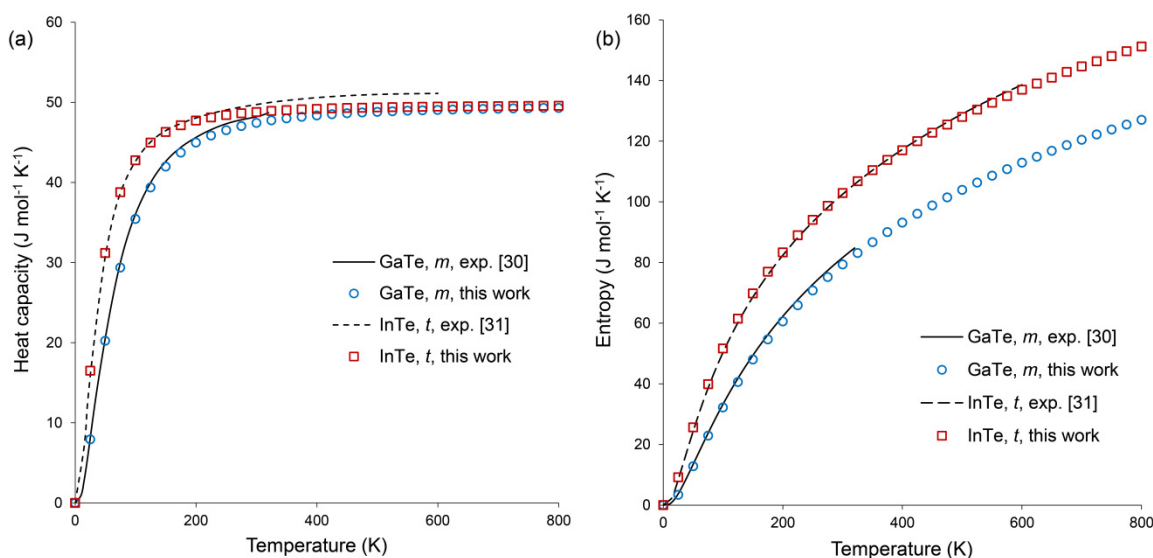 (a)
60
50
40
30
20
10
0
Heat capacity (J mol⁻¹ K⁻¹)
GaTe, m, exp. [30]
GaTe, m, this work
InTe, t, exp. [31]
InTe, t, this work
0 200 400 600 800
Temperature (K)
(b)
160
140
120
100
80
60
40
20
0
Entropy (J mol⁻¹ K⁻¹)
GaTe, m, exp. [30]
GaTe, m, this work
InTe, t, exp. [31]
InTe, t, this work
0 200 400 600 800
Temperature (K)